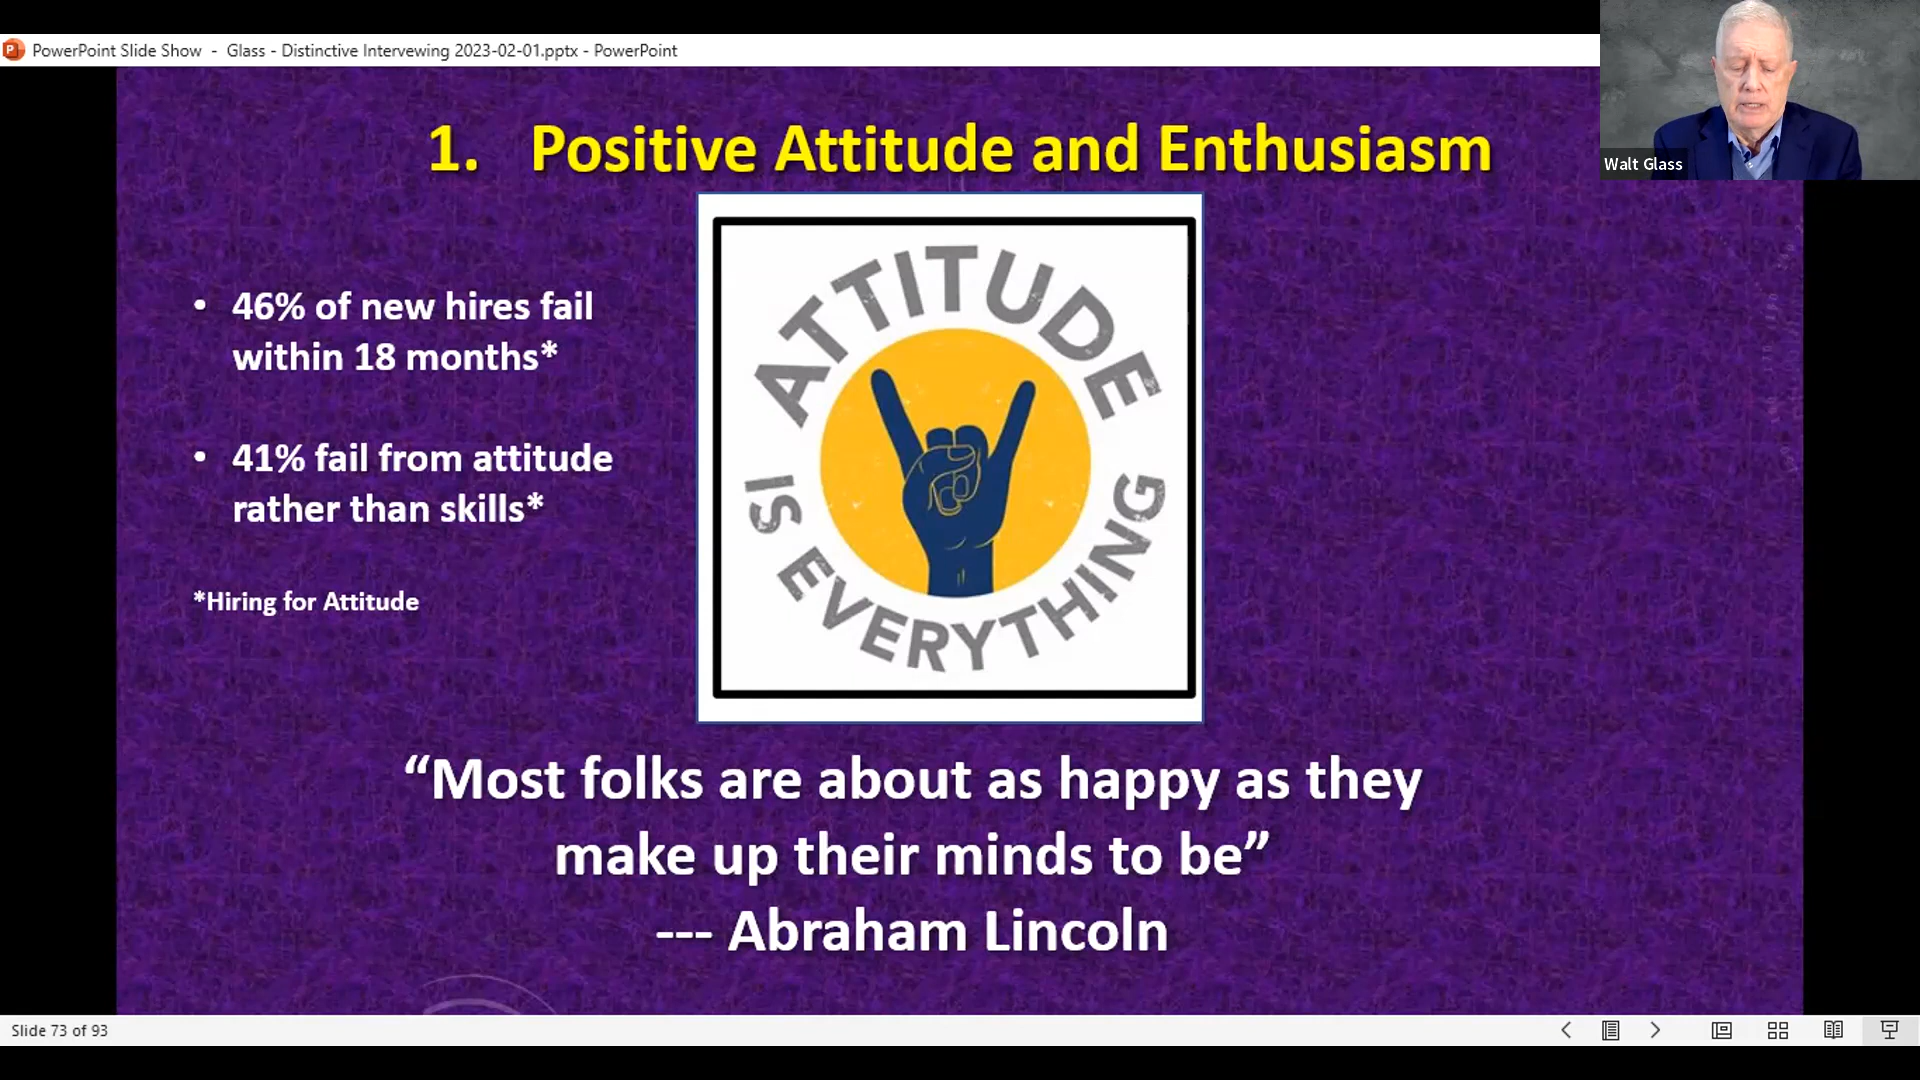 PowerPoint Slide Show - Glass - Distinctive Intervewing 2023-02-01.pptx - PowerPoint
Walt Glass
1. Positive Attitude and Enthusiasm
• 46% of new hires fail
within 18 months*
• 41% fail from attitude
rather than skills*
*Hiring for Attitude
ATTITUDE
IS EVERYTHING
“Most folks are about as happy as they
make up their minds to be”
--- Abraham Lincoln
Slide 73 of 93